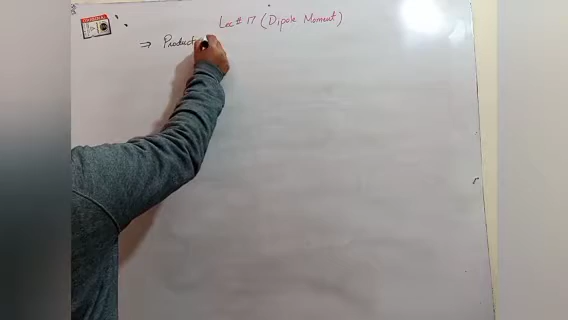 Lec# 17 (Dipole Moment)
⇒ Product